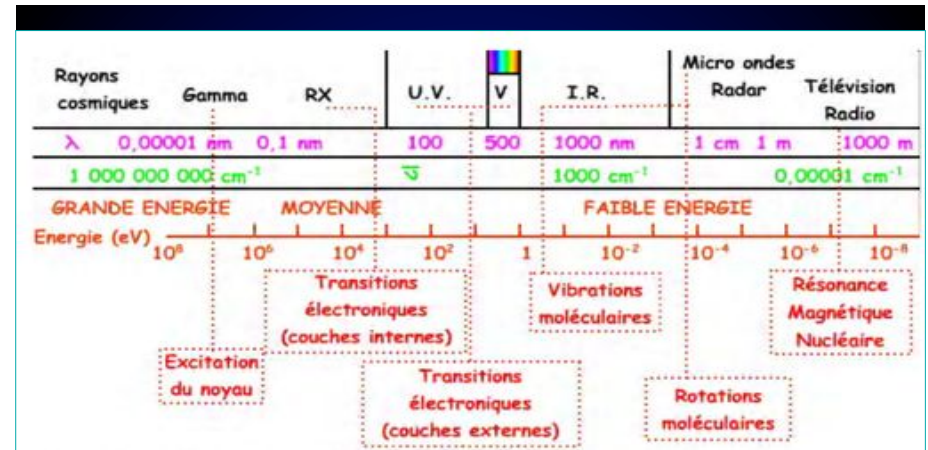 Rayons cosmiques
Gamma
RX
U.V.
V
I.R.
Micro ondes
Radar
Télévision
Radio
λ 0,00001 nm 0,1 nm 100 500 1000 nm 1 cm 1 m 1000 m
1 000 000 000 cm⁻¹ ν̅ 1000 cm⁻¹ 0,00001 cm⁻¹
GRANDE ENERGIE MOYENNE FAIBLE ENERGIE
Energie (eV)
10⁸ 10⁶ 10⁴ 10² 1 10⁻² 10⁻⁴ 10⁻⁶ 10⁻⁸
Transitions
électroniques
(couches internes)
Vibrations
moléculaires
Résonance
Magnétique
Nucléaire
Excitation
du noyau
Transitions
électroniques
(couches externes)
Rotations
moléculaires